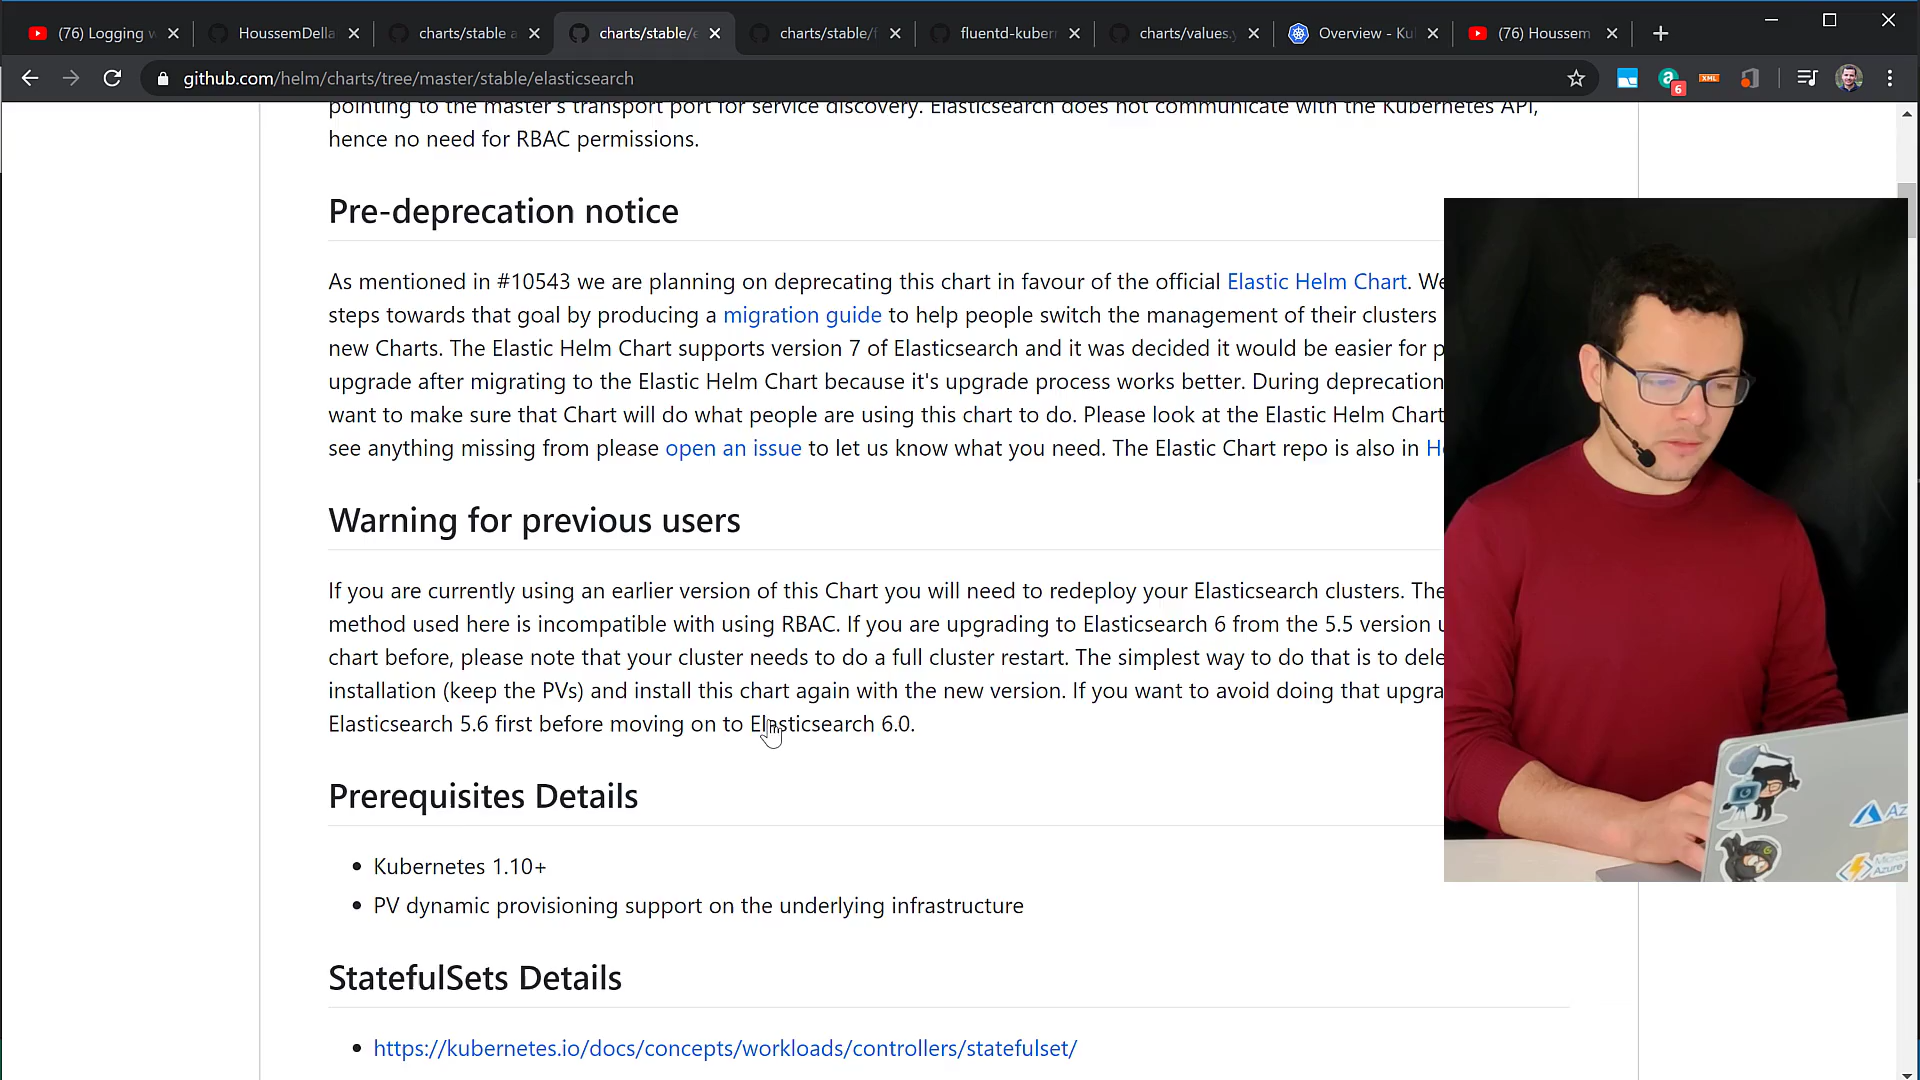 (76) Logging w
HoussemDella
charts/stable a
charts/stable/e
charts/stable/f
fluentd-kubern
charts/values.y
Overview - Ku
(76) Houssem
github.com/helm/charts/tree/master/stable/elasticsearch
6
XML
pointing to the master's transport port for service discovery. Elasticsearch does not communicate with the Kubernetes API,
hence no need for RBAC permissions.
Pre-deprecation notice
As mentioned in #10543 we are planning on deprecating this chart in favour of the official Elastic Helm Chart. We
steps towards that goal by producing a migration guide to help people switch the management of their clusters
new Charts. The Elastic Helm Chart supports version 7 of Elasticsearch and it was decided it would be easier for p
upgrade after migrating to the Elastic Helm Chart because it's upgrade process works better. During deprecation
want to make sure that Chart will do what people are using this chart to do. Please look at the Elastic Helm Chart
see anything missing from please open an issue to let us know what you need. The Elastic Chart repo is also in He
Warning for previous users
If you are currently using an earlier version of this Chart you will need to redeploy your Elasticsearch clusters. The
method used here is incompatible with using RBAC. If you are upgrading to Elasticsearch 6 from the 5.5 version u
chart before, please note that your cluster needs to do a full cluster restart. The simplest way to do that is to dele
installation (keep the PVs) and install this chart again with the new version. If you want to avoid doing that upgra
Elasticsearch 5.6 first before moving on to Elasticsearch 6.0.
Prerequisites Details
Kubernetes 1.10+
PV dynamic provisioning support on the underlying infrastructure
StatefulSets Details
https://kubernetes.io/docs/concepts/workloads/controllers/statefulset/
Az
Micros
Azure